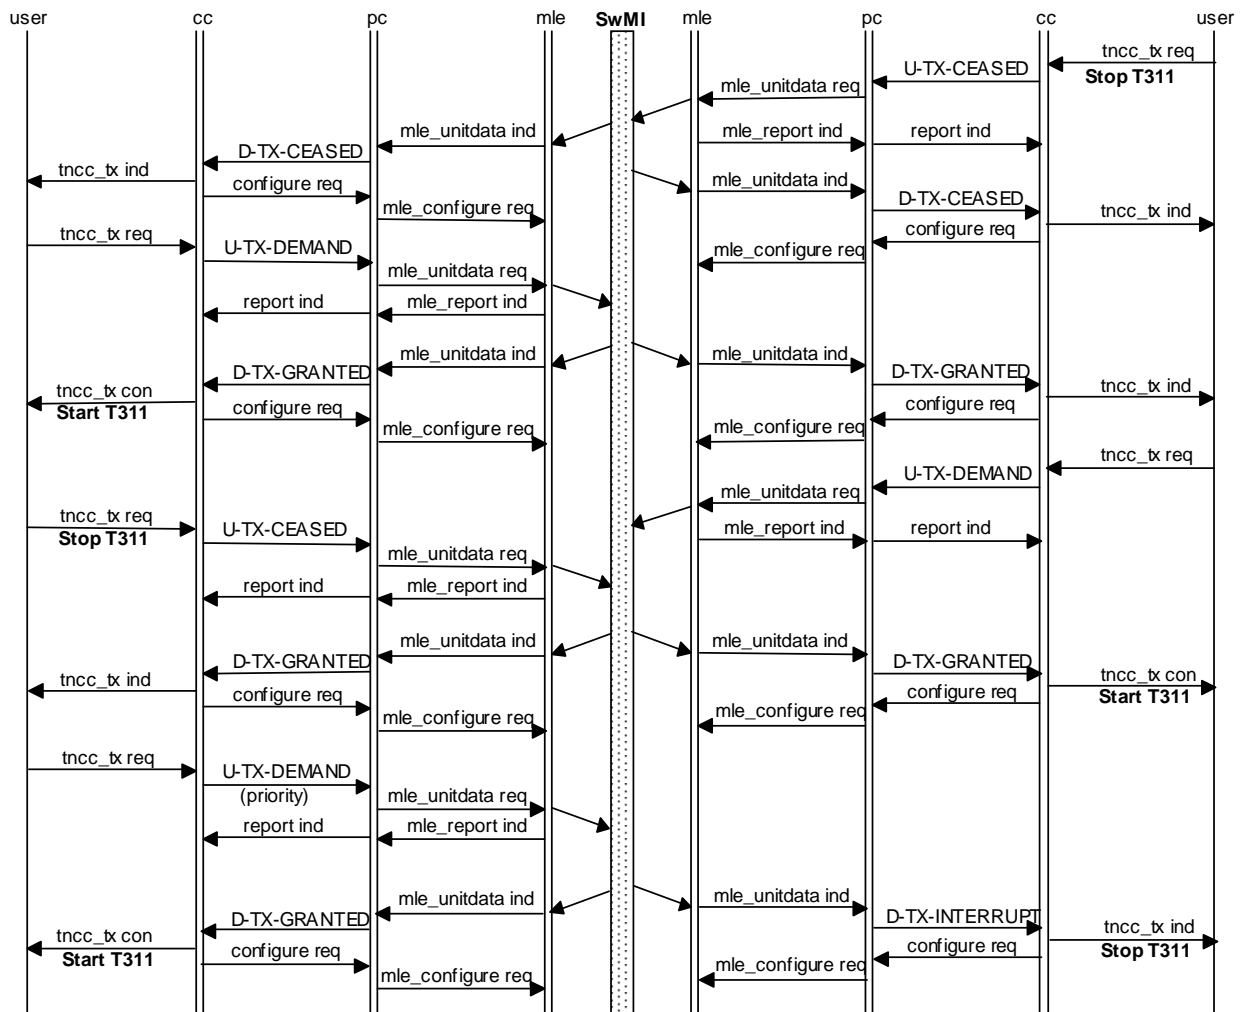 user cc pc mle SwMI mle pc cc user
tncc_tx req
U-TX-CEASED
Stop T311
mle_unitdata req
mle_unitdata ind
mle_report ind
report ind
D-TX-CEASED
tncc_tx ind
configure req
mle_unitdata ind
D-TX-CEASED
mle_configure req
tncc_tx ind
tncc_tx req
U-TX-DEMAND
configure req
mle_configure req
mle_unitdata req
report ind
mle_report ind
mle_unitdata ind
mle_unitdata ind
D-TX-GRANTED
D-TX-GRANTED
tncc_tx con
Start T311
tncc_tx ind
configure req
configure req
mle_configure req
mle_configure req
tncc_tx req
U-TX-DEMAND
mle_unitdata req
tncc_tx req
Stop T311
U-TX-CEASED
mle_report ind
report ind
mle_unitdata req
report ind
mle_report ind
mle_unitdata ind
mle_unitdata ind
D-TX-GRANTED
D-TX-GRANTED
tncc_tx ind
tncc_tx con
Start T311
configure req
configure req
mle_configure req
mle_configure req
tncc_tx req
U-TX-DEMAND
(priority)
mle_unitdata req
report ind
mle_report ind
mle_unitdata ind
mle_unitdata ind
D-TX-GRANTED
D-TX-INTERRUPT
tncc_tx con
Start T311
tncc_tx ind
Stop T311
configure req
configure req
mle_configure req
mle_configure req